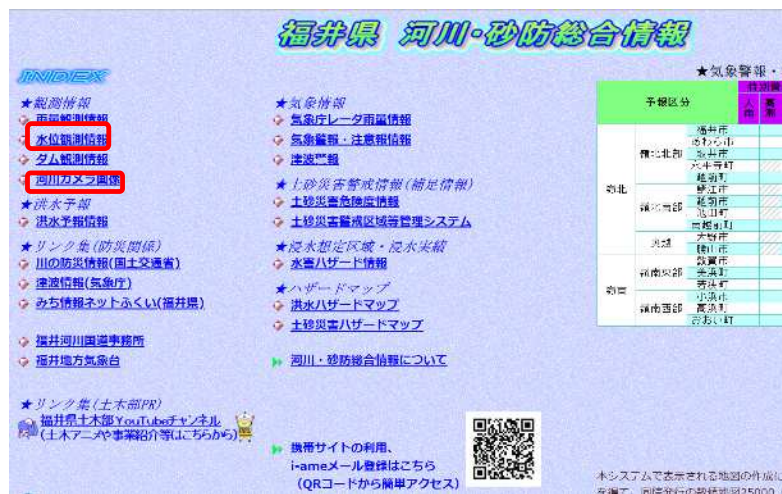 福井県 河川・砂防総合情報
INDEX
★観測情報
雨量観測情報
水位観測情報
ダム観測情報
河川カメラ画像
★洪水予報
洪水予報情報
★リンク集(防災関係)
川の防災情報(国土交通省)
津波情報(気象庁)
みち情報ネットふくい(福井県)
福井河川国道事務所
福井地方気象台
★リンク集(土木部PR)
福井県土木部YouTubeチャンネル
(土木アニメや事業紹介等はこちらから)
★気象情報
気象庁レーダ雨量情報
気象警報・注意報情報
津波警報
★土砂災害警戒情報(補足情報)
土砂災害危険度情報
土砂災害警戒区域等管理システム
★浸水想定区域・浸水実績
水害ハザード情報
★ハザードマップ
洪水ハザードマップ
土砂災害ハザードマップ
河川・砂防総合情報について
携帯サイトの利用、
i-ameメール登録はこちら
(QRコードから簡単アクセス)
★気象警報・
予報区分
嶺北
嶺北北部
福井市
あわら市
坂井市
永平寺町
越前町
嶺北南部
鯖江市
越前市
池田町
南越前町
奥越
大野市
勝山市
嶺南
嶺南東部
敦賀市
美浜町
若狭町
嶺南西部
小浜市
高浜町
おおい町
本システムで表示される地図の作成に